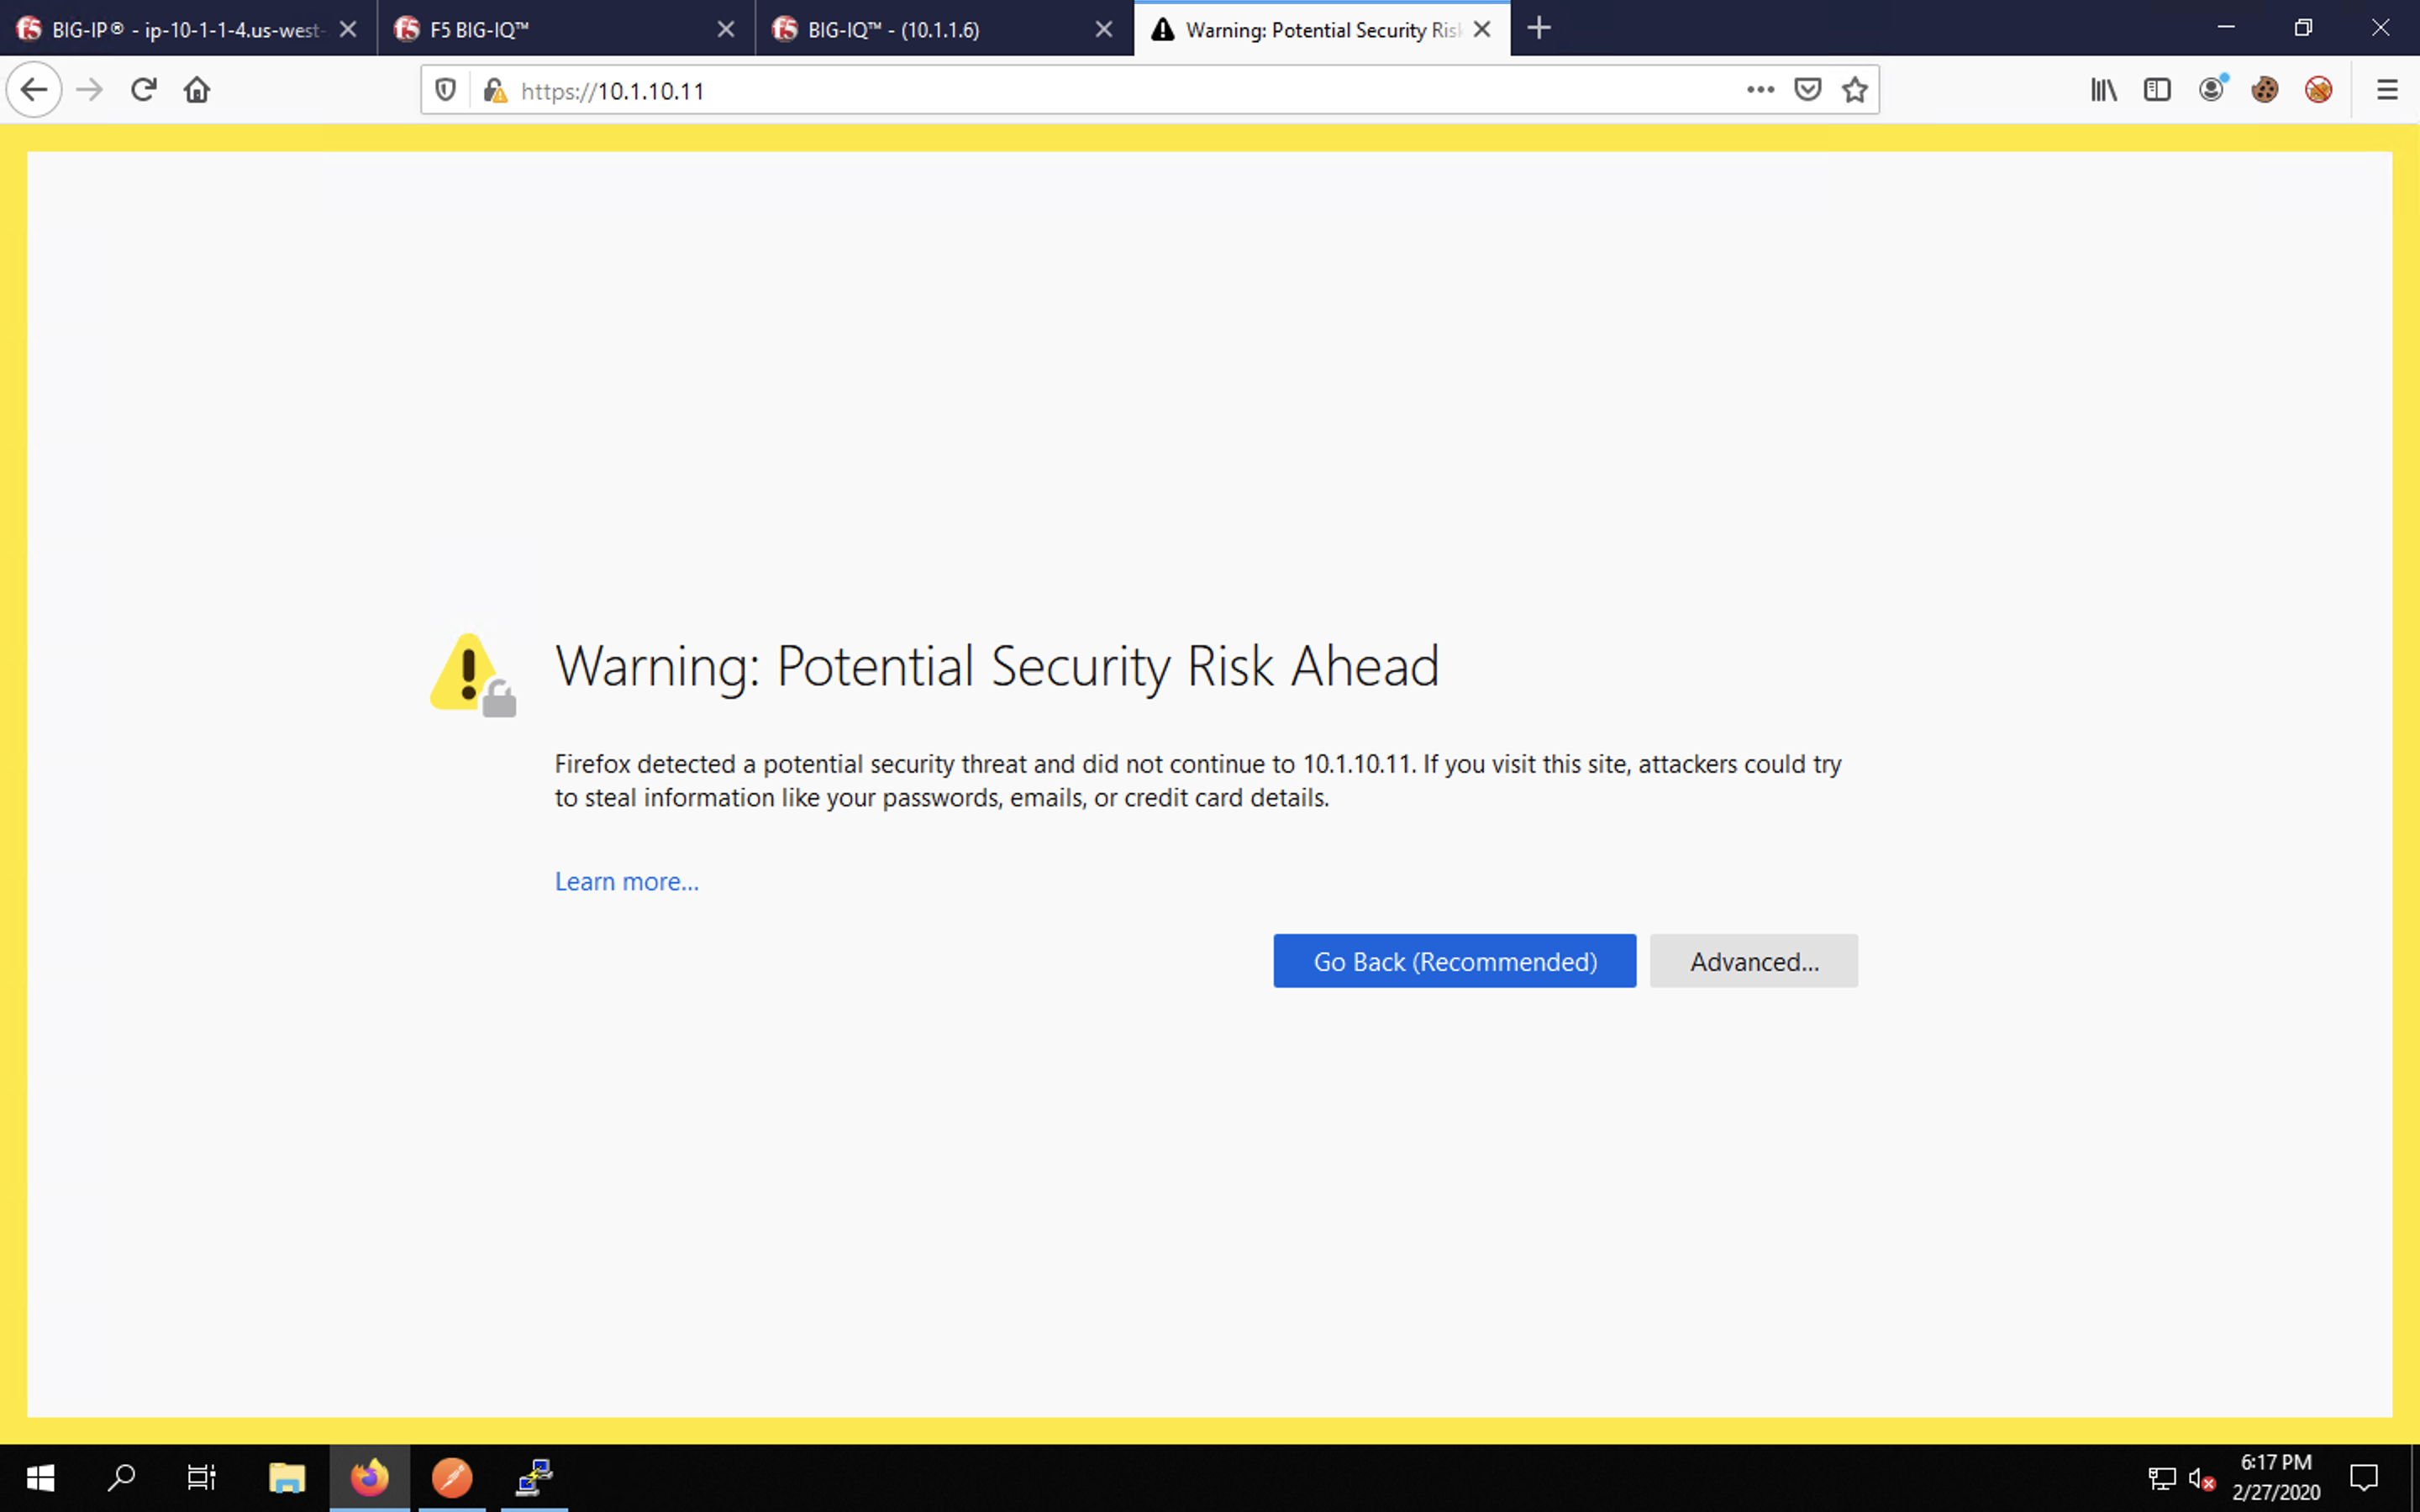 BIG-IP® - ip-10-1-1-4.us-west-
F5 BIG-IQ™
BIG-IQ™ - (10.1.1.6)
Warning: Potential Security Ris
https://10.1.10.11
Warning: Potential Security Risk Ahead
Firefox detected a potential security threat and did not continue to 10.1.10.11. If you visit this site, attackers could try
to steal information like your passwords, emails, or credit card details.
Learn more...
Go Back (Recommended)
Advanced...
6:17 PM
2/27/2020